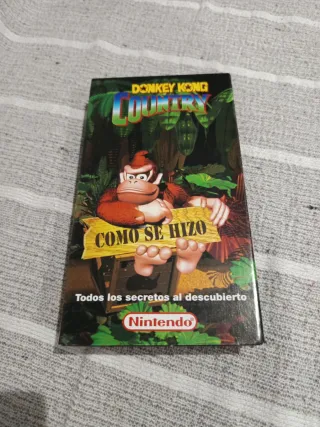 DONKEY KONG
COUNTRY
COMO SE HIZO
Todos los secretos al descubierto
Nintendo